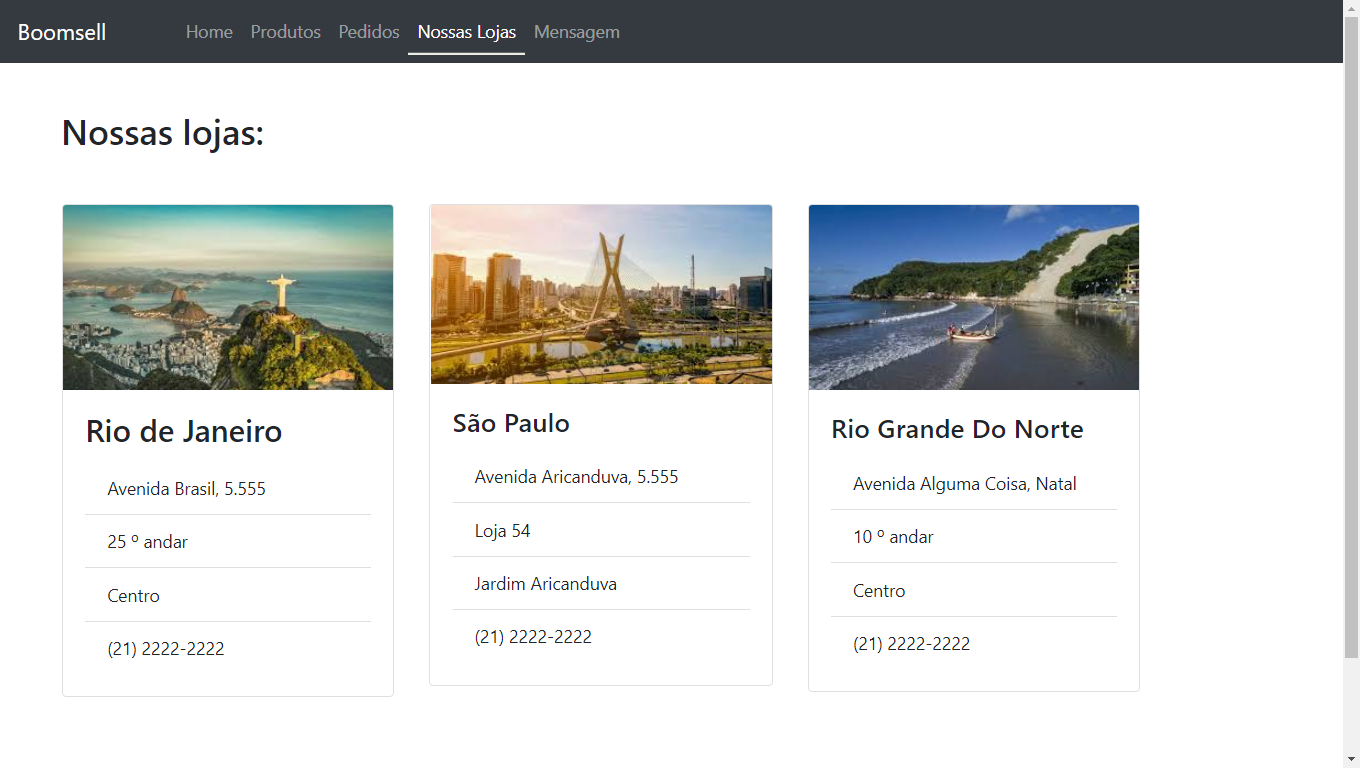 Boomsell
Home Produtos Pedidos Nossas Lojas Mensagem
Nossas lojas:
Rio de Janeiro
Avenida Brasil, 5.555
25 º andar
Centro
(21) 2222-2222
São Paulo
Avenida Aricanduva, 5.555
Loja 54
Jardim Aricanduva
(21) 2222-2222
Rio Grande Do Norte
Avenida Alguma Coisa, Natal
10 º andar
Centro
(21) 2222-2222